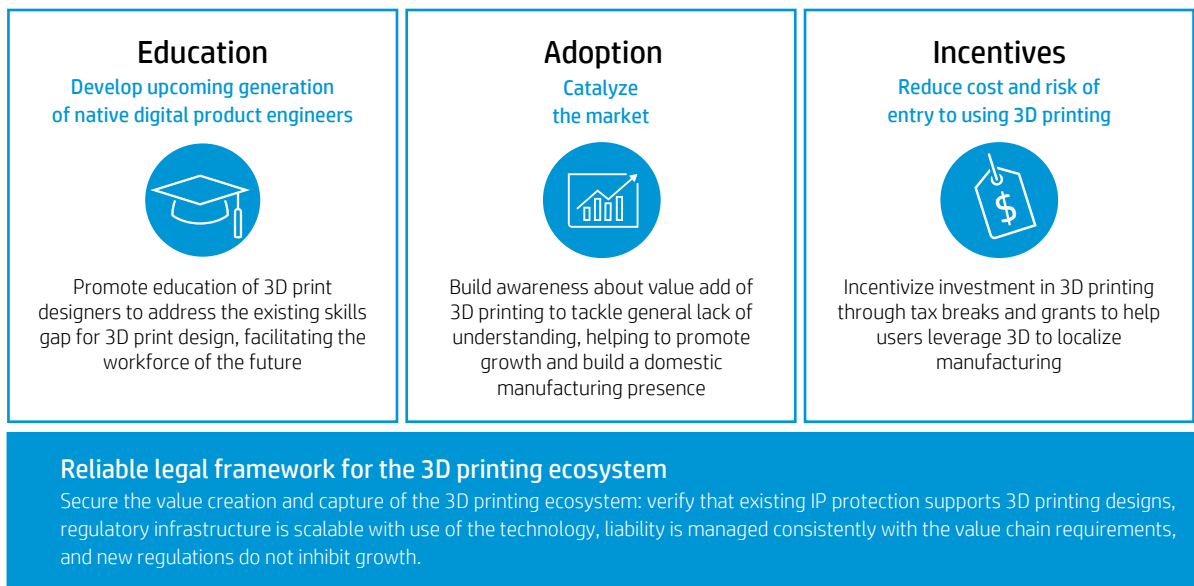 Education
Develop upcoming generation
of native digital product engineers
Promote education of 3D print
designers to address the existing skills
gap for 3D print design, facilitating the
workforce of the future
Adoption
Catalyze
the market
Build awareness about value add of
3D printing to tackle general lack of
understanding, helping to promote
growth and build a domestic
manufacturing presence
Incentives
Reduce cost and risk of
entry to using 3D printing
$
Incentivize investment in 3D printing
through tax breaks and grants to help
users leverage 3D to localize
manufacturing
Reliable legal framework for the 3D printing ecosystem
Secure the value creation and capture of the 3D printing ecosystem: verify that existing IP protection supports 3D printing designs,
regulatory infrastructure is scalable with use of the technology, liability is managed consistently with the value chain requirements,
and new regulations do not inhibit growth.